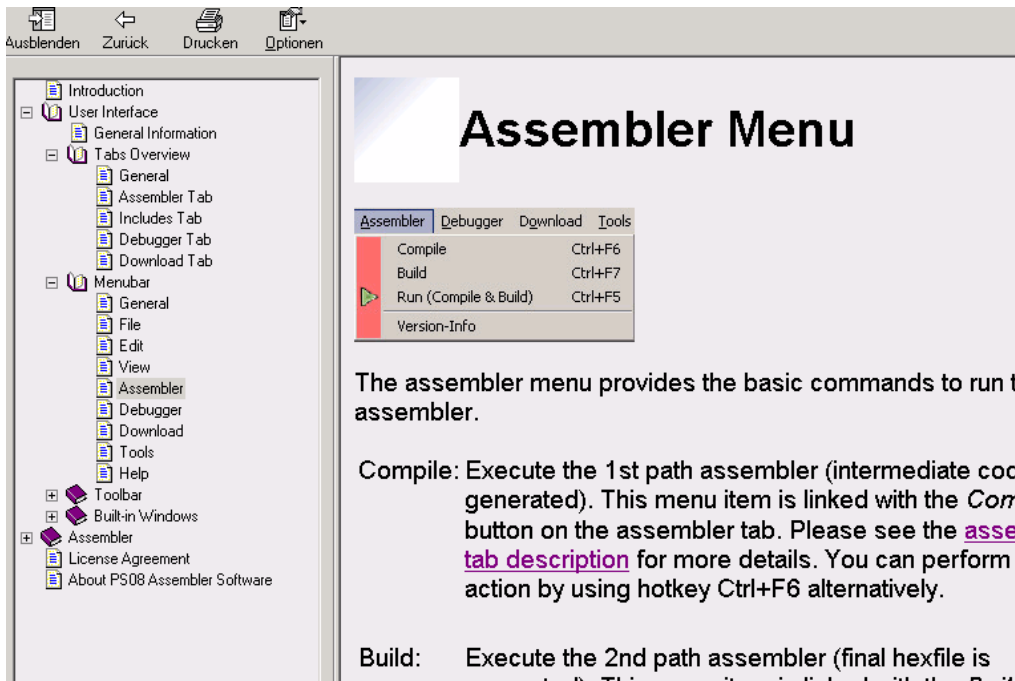 Ausblenden Zurück Drucken Optionen
Introduction
User Interface
General Information
Tabs Overview
General
Assembler Tab
Includes Tab
Debugger Tab
Download Tab
Menubar
General
File
Edit
View
Assembler
Debugger
Download
Tools
Help
Toolbar
Built-in Windows
Assembler
License Agreement
About PS08 Assembler Software
Assembler Menu
Assembler Debugger Download Tools
Compile Ctrl+F6
Build Ctrl+F7
Run (Compile & Build) Ctrl+F5
Version-Info
The assembler menu provides the basic commands to run
assembler.
Compile: Execute the 1st path assembler (intermediate
generated). This menu item is linked with the
button on the assembler tab. Please see the
tab description for more details. You can perform
action by using hotkey Ctrl+F6 alternatively.
Build: Execute the 2nd path assembler (final hexfile is